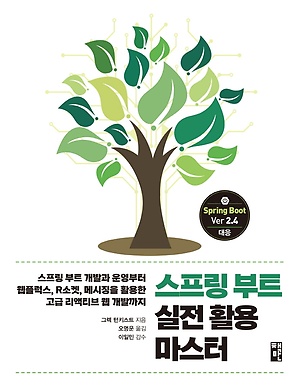 Spring Boot
Ver 2.4
대응
스프링 부트 개발과 운영부터
웹플럭스, R소켓, 메시징을 활용한
고급 리액티브 웹 개발까지
그렉 턴키스트 지음
오명운 옮김
이일민 감수
스프링 부트
실전 활용
마스터
책만